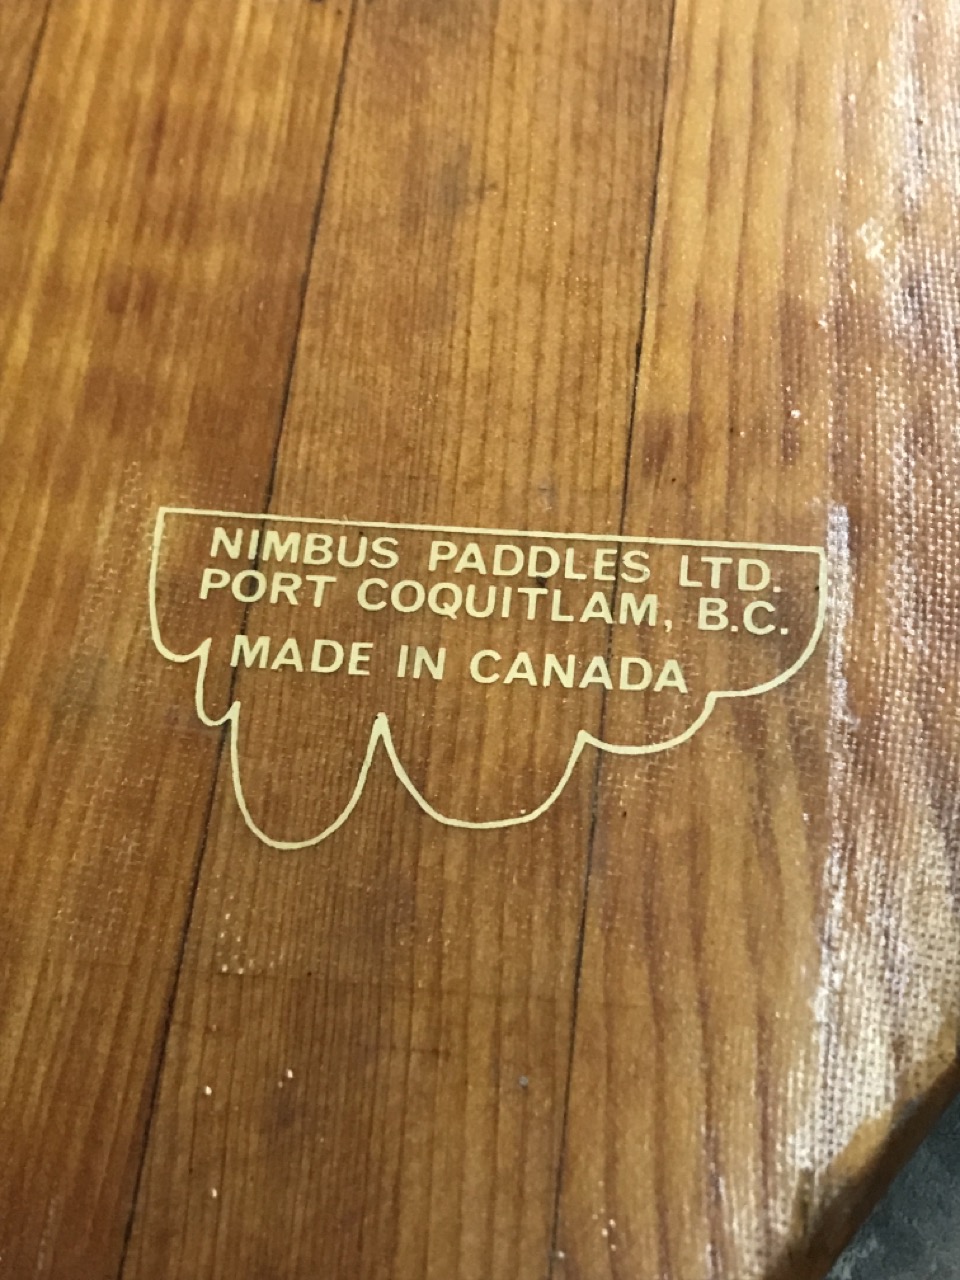 NIMBUS PADDLES LTD.
PORT COQUITLAM, B.C.
MADE IN CANADA